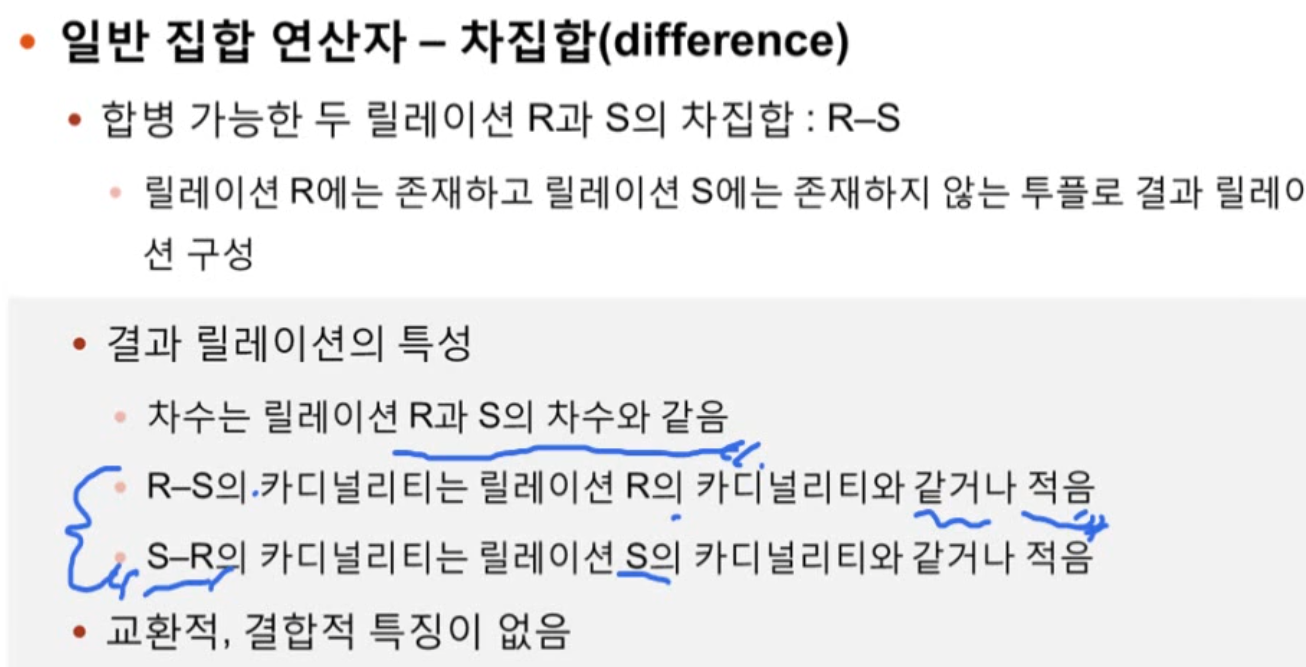 일반 집합 연산자 – 차집합(difference)
합병 가능한 두 릴레이션 R과 S의 차집합 : R–S
릴레이션 R에는 존재하고 릴레이션 S에는 존재하지 않는 투플로 결과 릴레이
션 구성
결과 릴레이션의 특성
차수는 릴레이션 R과 S의 차수와 같음
R–S의 카디널리티는 릴레이션 R의 카디널리티와 같거나 적음
S–R의 카디널리티는 릴레이션 S의 카디널리티와 같거나 적음
교환적, 결합적 특징이 없음